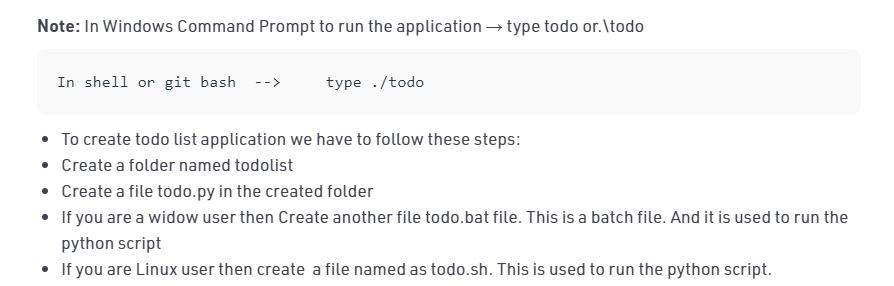 Note: In Windows Command Prompt to run the application → type todo or.\todo
In shell or git bash  -->     type ./todo
To create todo list application we have to follow these steps:
Create a folder named todolist
Create a file todo.py in the created folder
If you are a widow user then Create another file todo.bat file. This is a batch file. And it is used to run the
python script
If you are Linux user then create  a file named as todo.sh. This is used to run the python script.